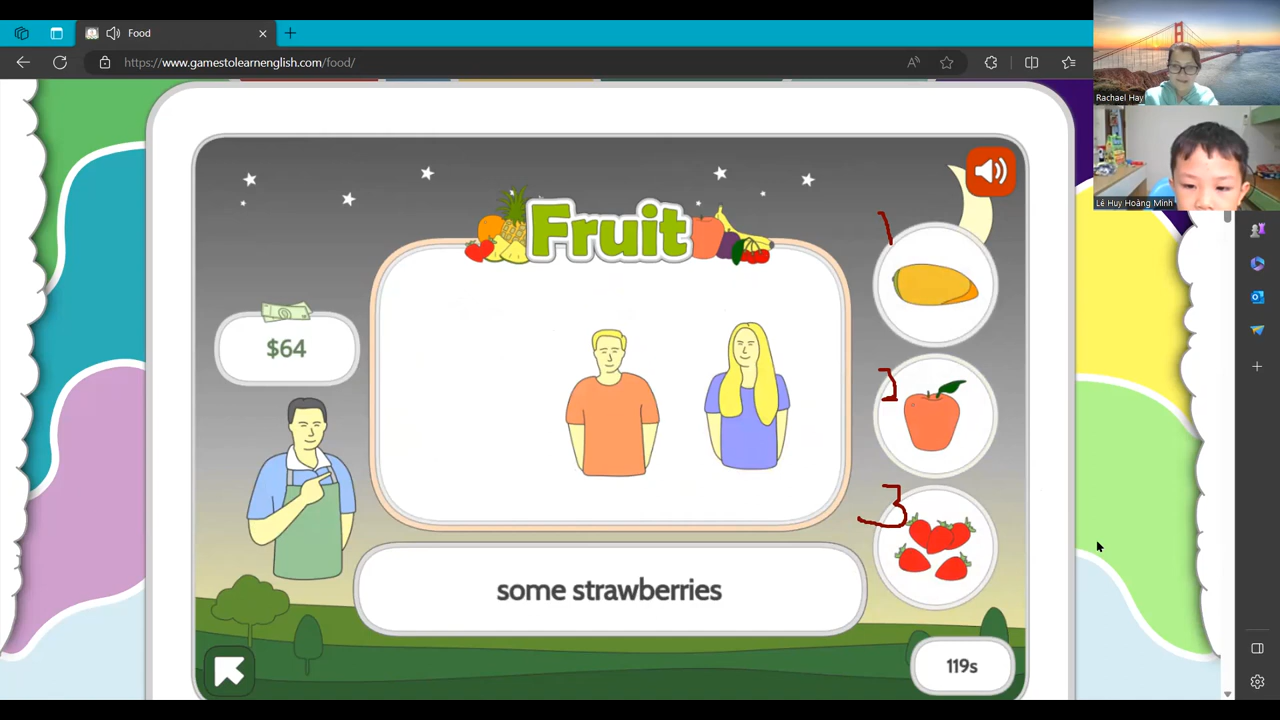 Food
https://www.gamestolearnenglish.com/food/
Rachael Hay
Lê Huy Hoàng Minh
Fruit
1
$64
2
3
some strawberries
119s